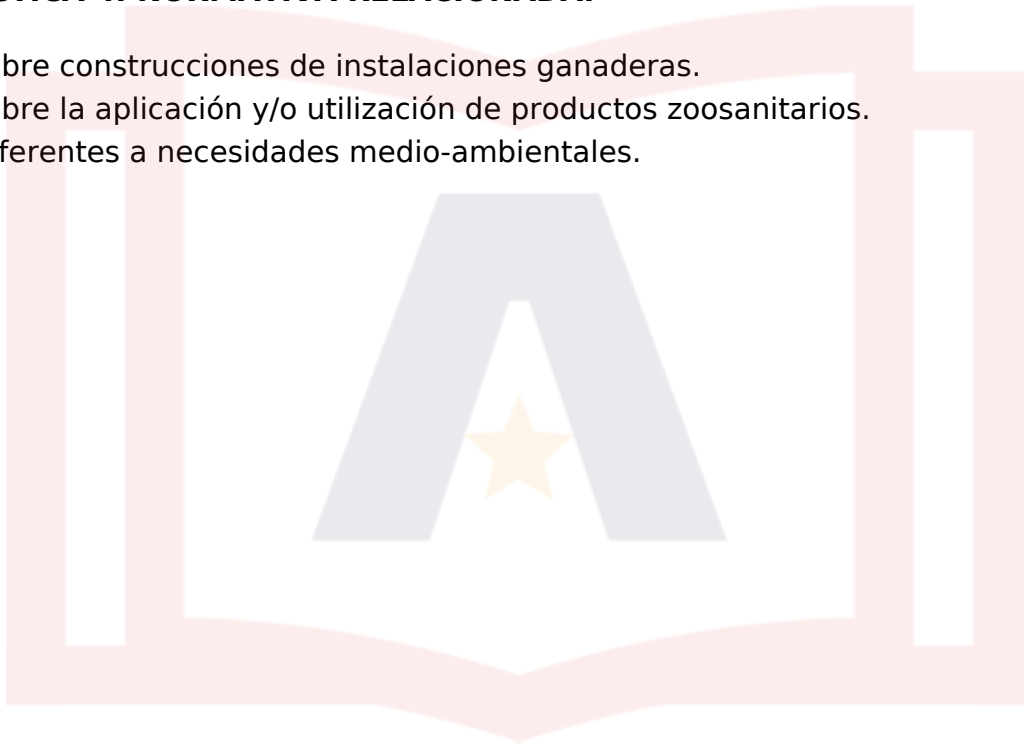 bre construcciones de instalaciones ganaderas.
bre la aplicación y/o utilización de productos zoosanitarios.
ferentes a necesidades medio-ambientales.